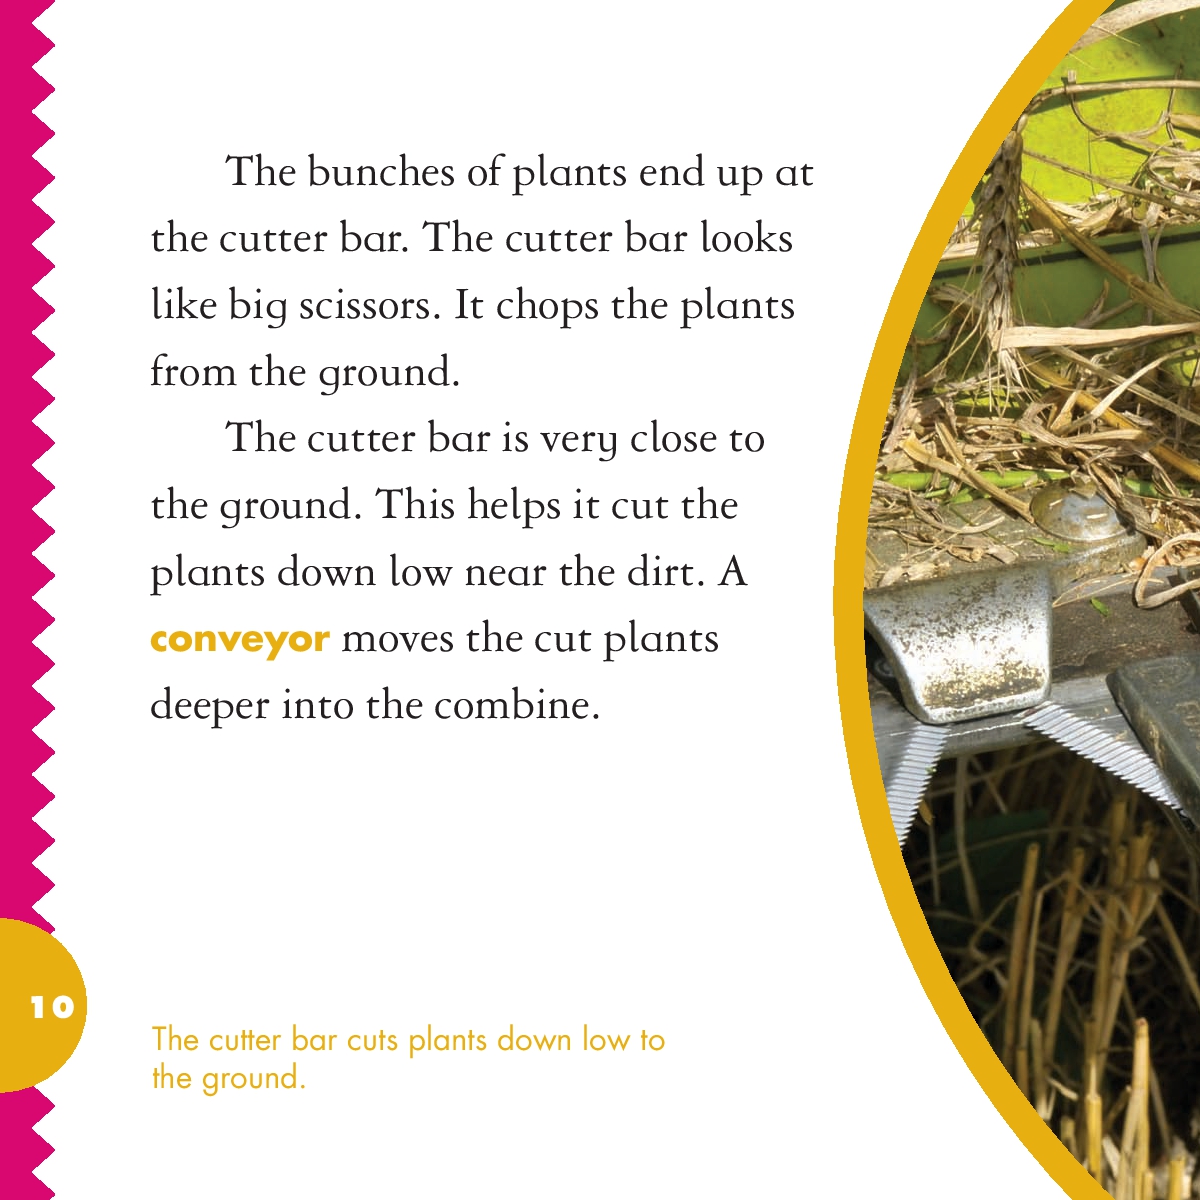 The bunches of plants end up at
the cutter bar. The cutter bar looks
like big scissors. It chops the plants
from the ground.
The cutter bar is very close to
the ground. This helps it cut the
plants down low near the dirt. A
conveyor moves the cut plants
deeper into the combine.
10
The cutter bar cuts plants down low to
the ground.